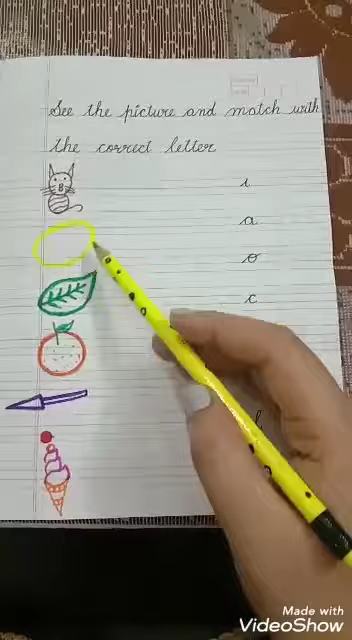 See the picture and match with
the correct letter
i
a
o
c
l
Made with
VideoShow